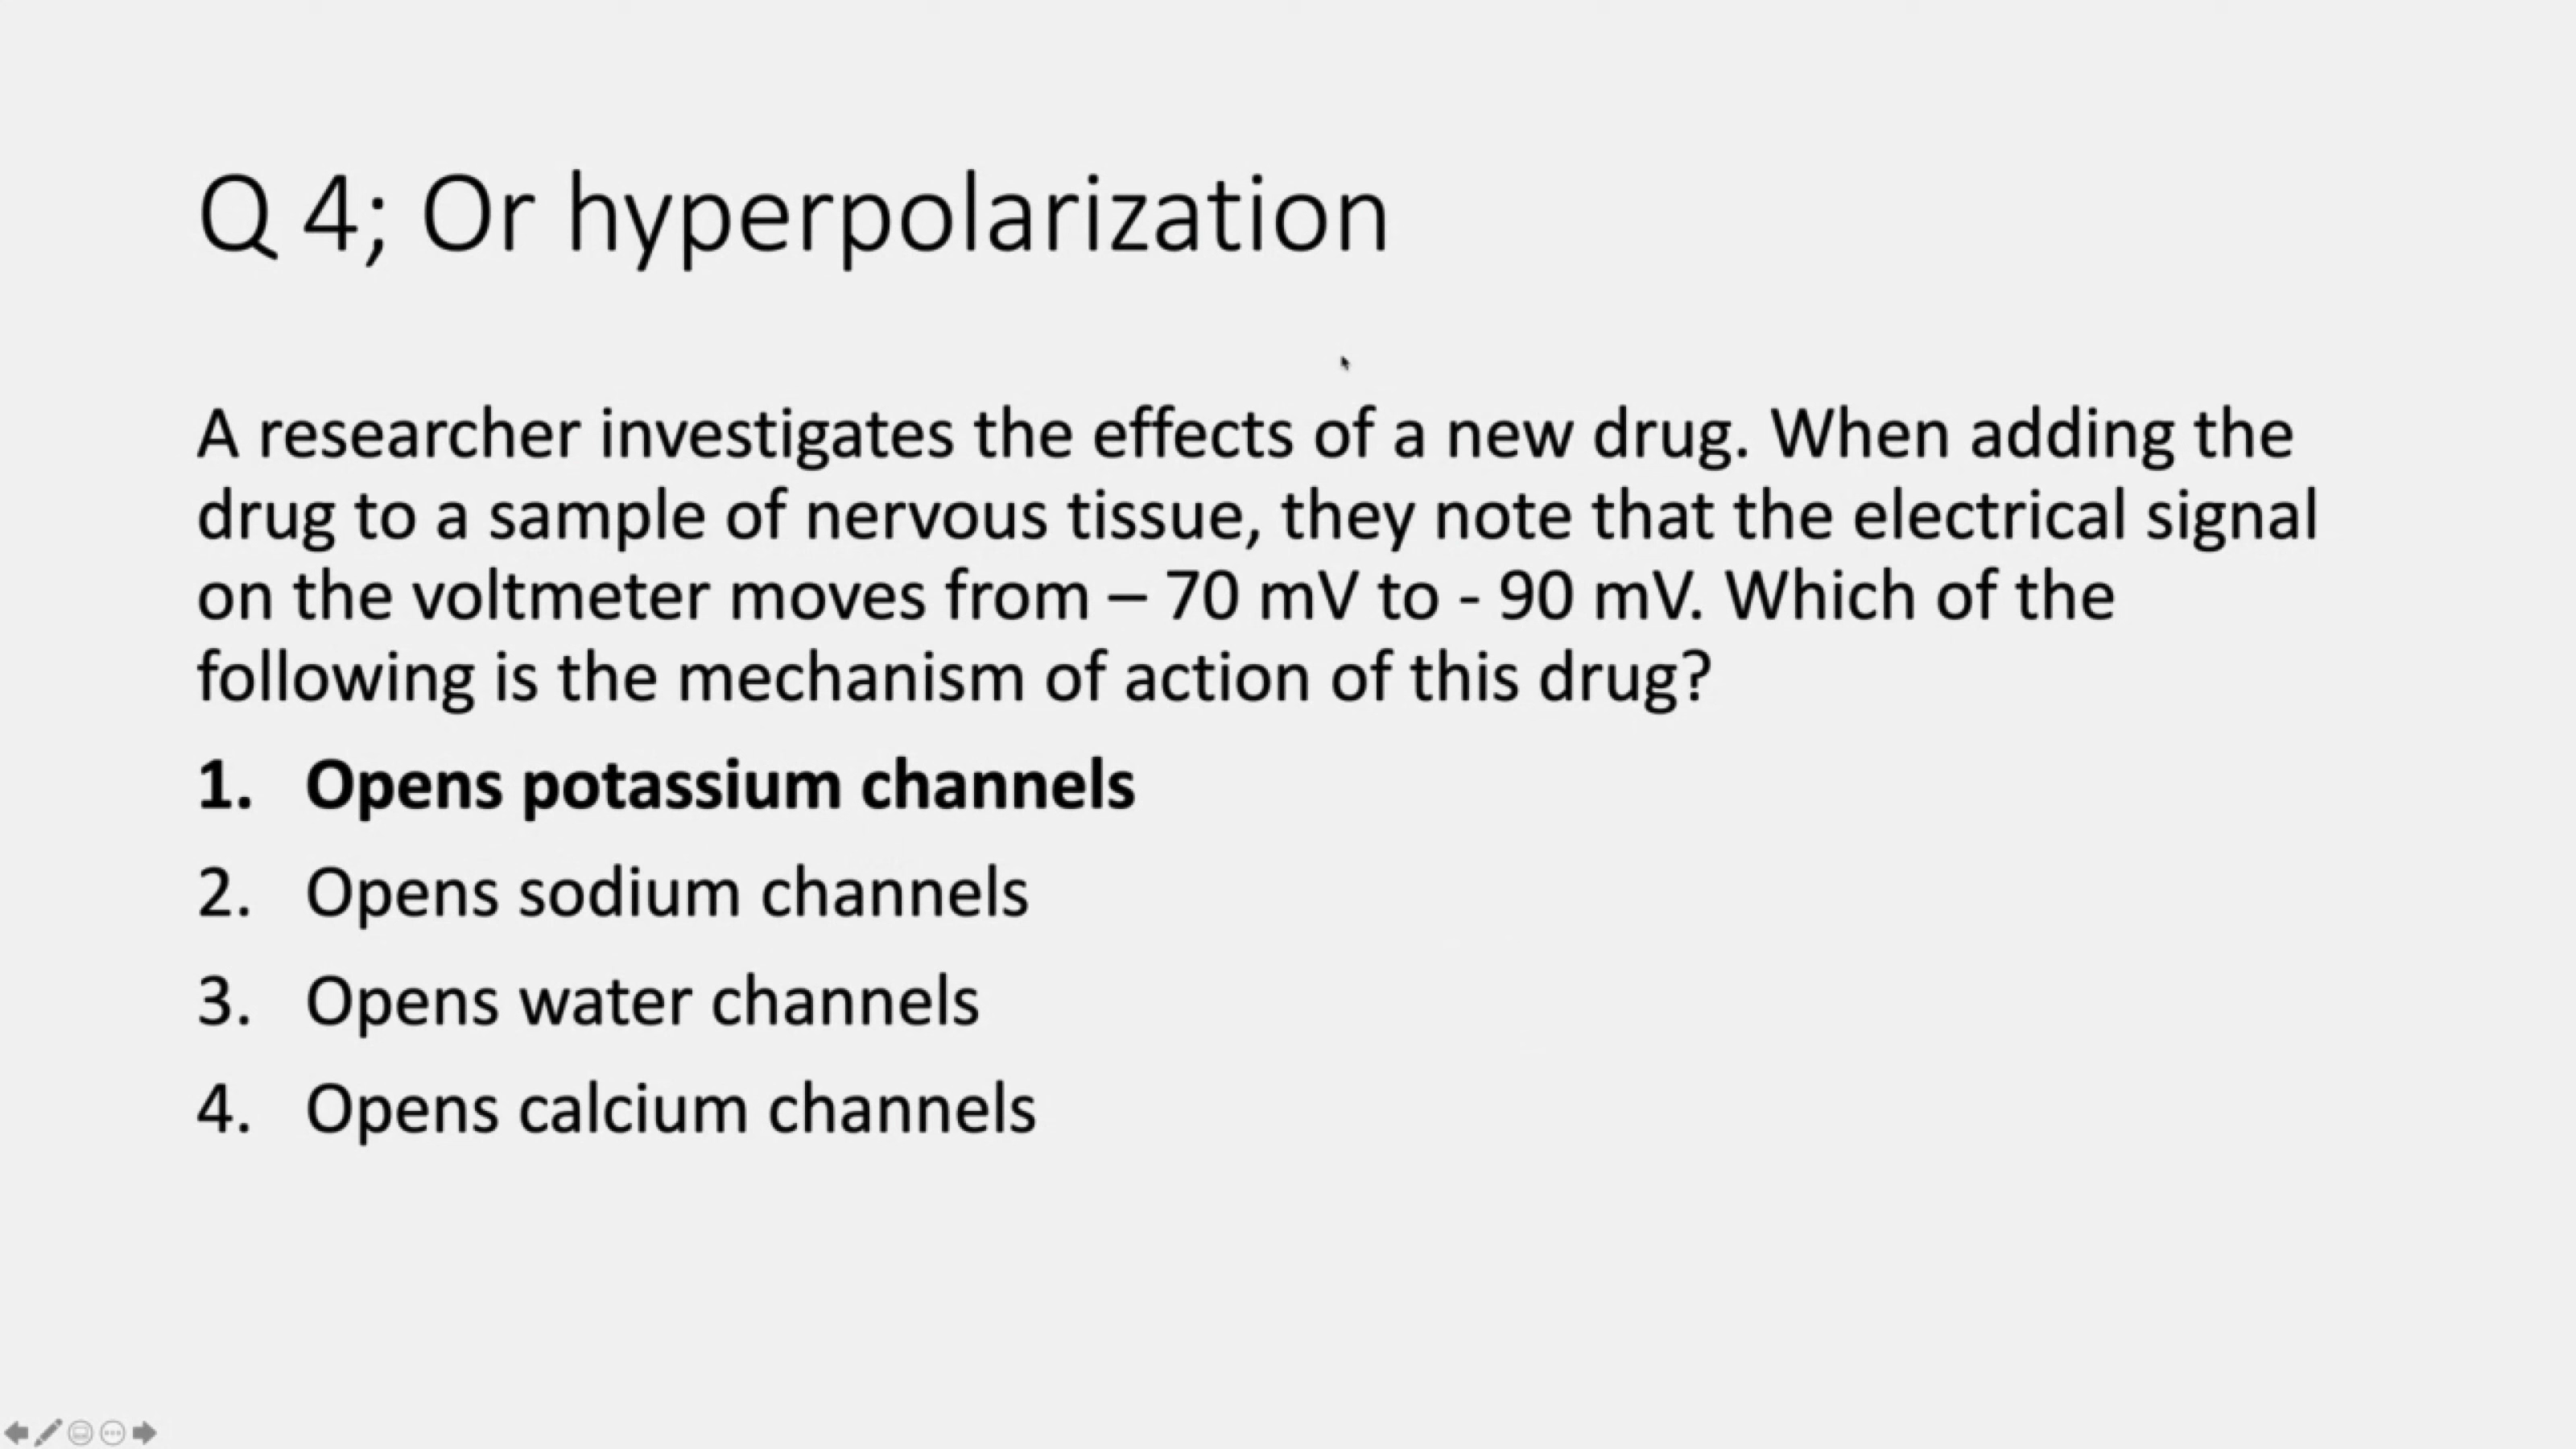 Q 4; Or hyperpolarization
A researcher investigates the effects of a new drug. When adding the
drug to a sample of nervous tissue, they note that the electrical signal
on the voltmeter moves from – 70 mV to - 90 mV. Which of the
following is the mechanism of action of this drug?
1. Opens potassium channels
2. Opens sodium channels
3. Opens water channels
4. Opens calcium channels